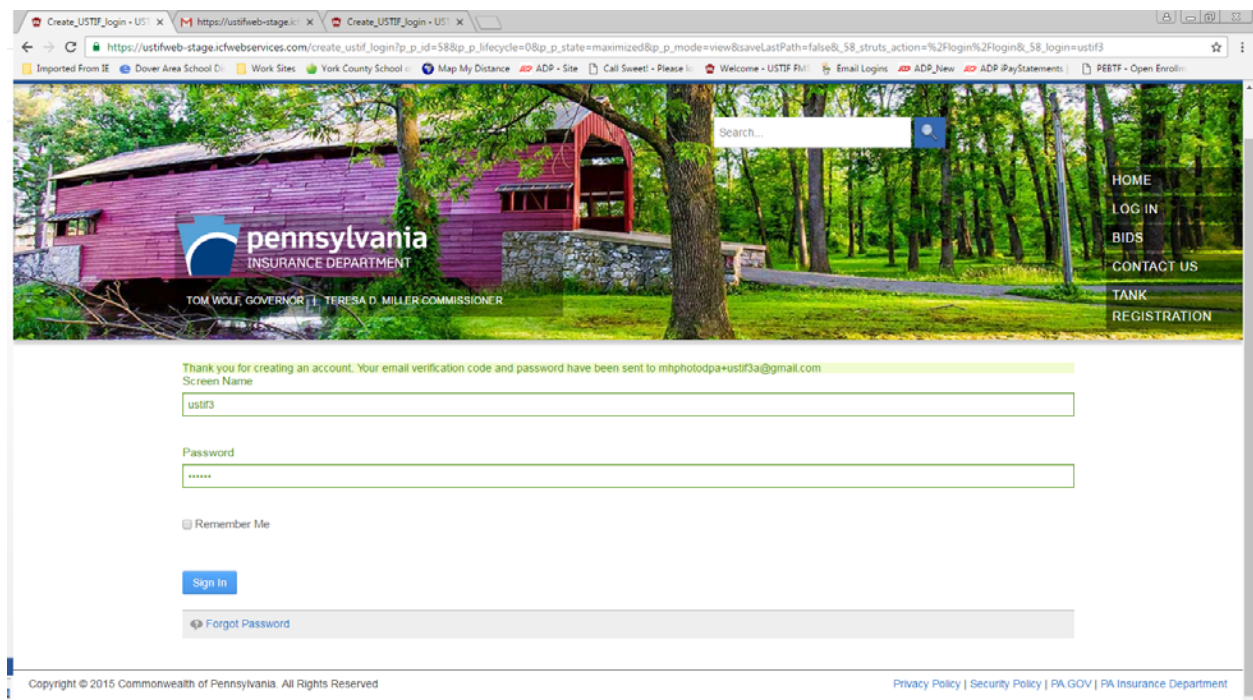 Create_USTIF_login - UST
https://ustifweb-stage.icf
Create_USTIF_login - UST
https://ustifweb-stage.icfwebservices.com/create_ustif_login?p_p_id=58&p_p_lifecycle=0&p_p_state=maximized&p_p_mode=view&saveLastPath=false&_58_struts_action=%2Flogin%2Flogin&_58_login=ustif3
Imported From IE Dover Area School Di Work Sites York County School o Map My Distance ADP - Site Call Sweet! - Please lo Welcome - USTIF FMS Email Logins ADP_New ADP iPayStatements PEBTF - Open Enrollm
Search...
HOME
LOG IN
BIDS
CONTACT US
TANK
REGISTRATION
pennsylvania
INSURANCE DEPARTMENT
TOM WOLF, GOVERNOR | TERESA D. MILLER COMMISSIONER
Thank you for creating an account. Your email verification code and password have been sent to mhphotodpa+ustif3a@gmail.com
Screen Name
ustif3
Password
••••••
Remember Me
Sign In
Forgot Password
Copyright © 2015 Commonwealth of Pennsylvania. All Rights Reserved
Privacy Policy | Security Policy | PA GOV | PA Insurance Department